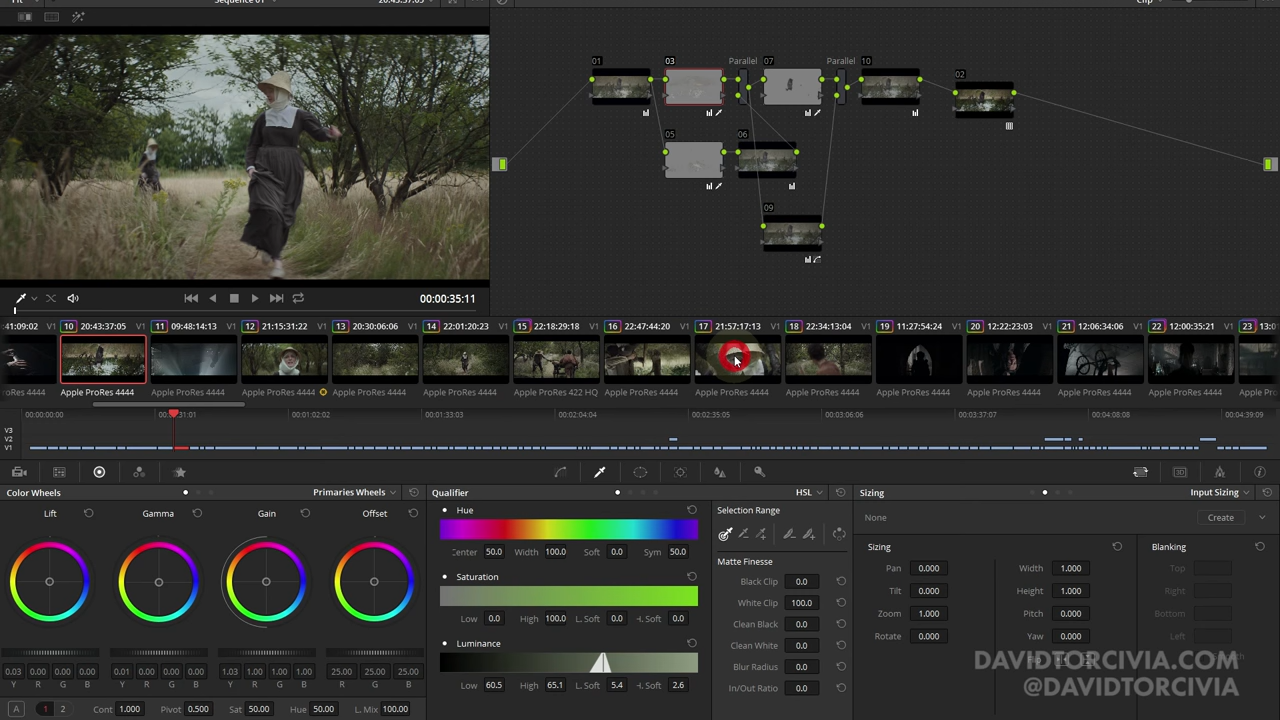 Fit
Sequence 01
20:43:37:05
Clip
01
03
Parallel
07
Parallel
10
02
05
06
09
00:00:35:11
:41:09:02 V1
10 20:43:37:05 V1
11 09:48:14:13 V1
12 21:15:31:22 V1
13 20:30:06:06 V1
14 22:01:20:23 V1
15 22:18:29:18 V1
16 22:47:44:20 V1
17 21:57:17:13 V1
18 22:34:13:04 V1
19 11:27:54:24 V1
20 12:22:23:03 V1
21 12:06:34:06 V1
22 12:00:35:21 V1
23 13:0
oRes 4444
Apple ProRes 4444
Apple ProRes 4444
Apple ProRes 4444
Apple ProRes 4444
Apple ProRes 4444
Apple ProRes 422 HQ
Apple ProRes 4444
Apple ProRes 4444
Apple ProRes 4444
Apple ProRes 4444
Apple ProRes 4444
Apple ProRes 4444
Apple ProRes 4444
Apple Pro
00:00:00:00
31:01
00:01:02:02
00:01:33:03
00:02:04:04
00:02:35:05
00:03:06:06
00:03:37:07
00:04:08:08
00:04:39:09
V3
V2
V1
Color Wheels
Primaries Wheels
Qualifier
HSL
Sizing
Input Sizing
Lift
Gamma
Gain
Offset
Hue
Center 50.0 Width 100.0 Soft 0.0 Sym 50.0
Saturation
Low 0.0 High 100.0 L. Soft 0.0 H. Soft 0.0
Luminance
Low 60.5 High 65.1 L. Soft 5.4 H. Soft 2.6
Selection Range
Matte Finesse
Black Clip 0.0
White Clip 100.0
Clean Black 0.0
Clean White 0.0
Blur Radius 0.0
In/Out Ratio 0.0
None
Create
Sizing
Blanking
Pan 0.000 Width 1.000 Top
Tilt 0.000 Height 1.000 Right
Zoom 1.000 Pitch 0.000 Bottom
Rotate 0.000 Yaw 0.000 Left
0.03 0.00 0.00 0.00
0.01 0.00 0.00 0.00
1.03 1.00 1.00 1.00
25.00 25.00 25.00
Y R G B
Y R G B
Y R G B
R G B
A 1 2 Cont 1.000 Pivot 0.500 Sat 50.00 Hue 50.00 L. Mix 100.00
DAVIDTORCIVIA.COM
@DAVIDTORCIVIA